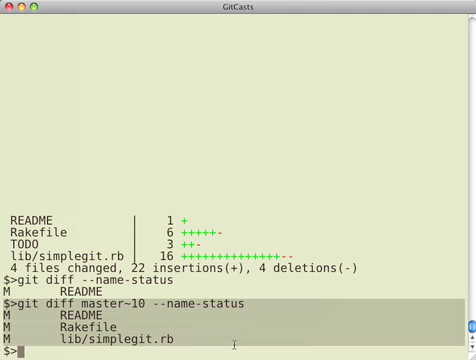 GitCasts
README | 1 +
Rakefile | 6 +++++-
TODO | 3 ++-
lib/simplegit.rb | 16 ++++++++++++++--
4 files changed, 22 insertions(+), 4 deletions(-)
$>git diff --name-status
M README
$>git diff master~10 --name-status
M README
M Rakefile
M lib/simplegit.rb
$>